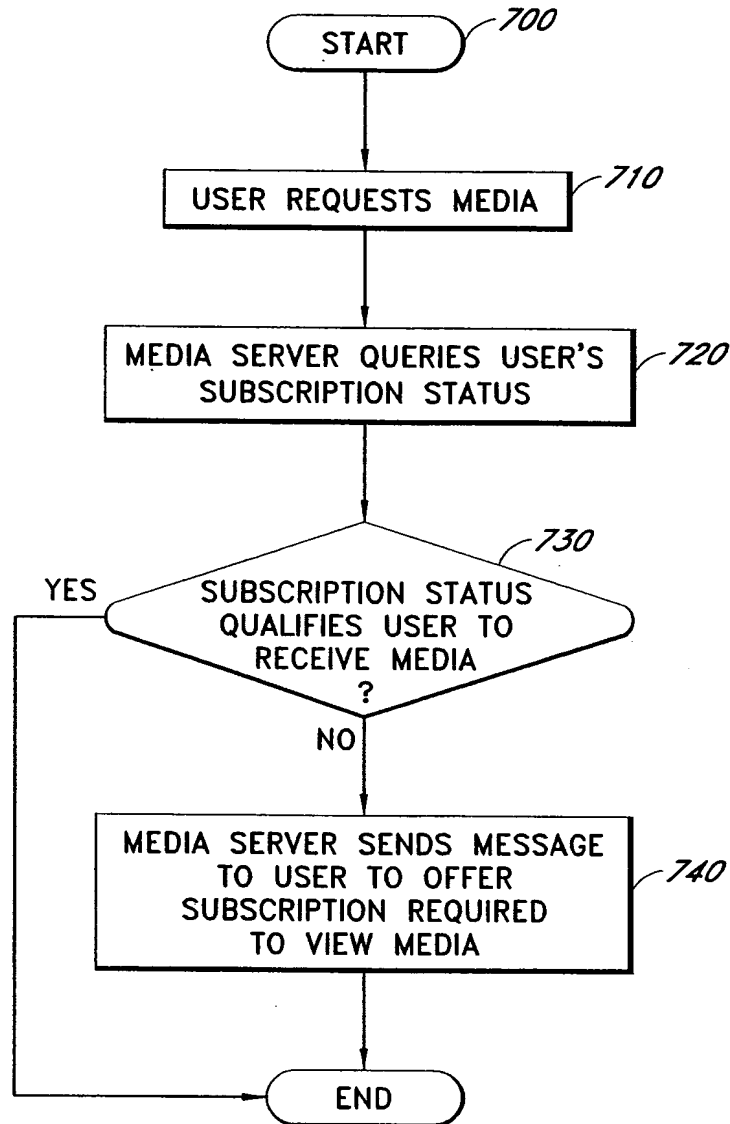 START
700
USER REQUESTS MEDIA
710
MEDIA SERVER QUERIES USER'S
SUBSCRIPTION STATUS
720
730
YES
SUBSCRIPTION STATUS
QUALIFIES USER TO
RECEIVE MEDIA
?
NO
MEDIA SERVER SENDS MESSAGE
TO USER TO OFFER
SUBSCRIPTION REQUIRED
TO VIEW MEDIA
740
END